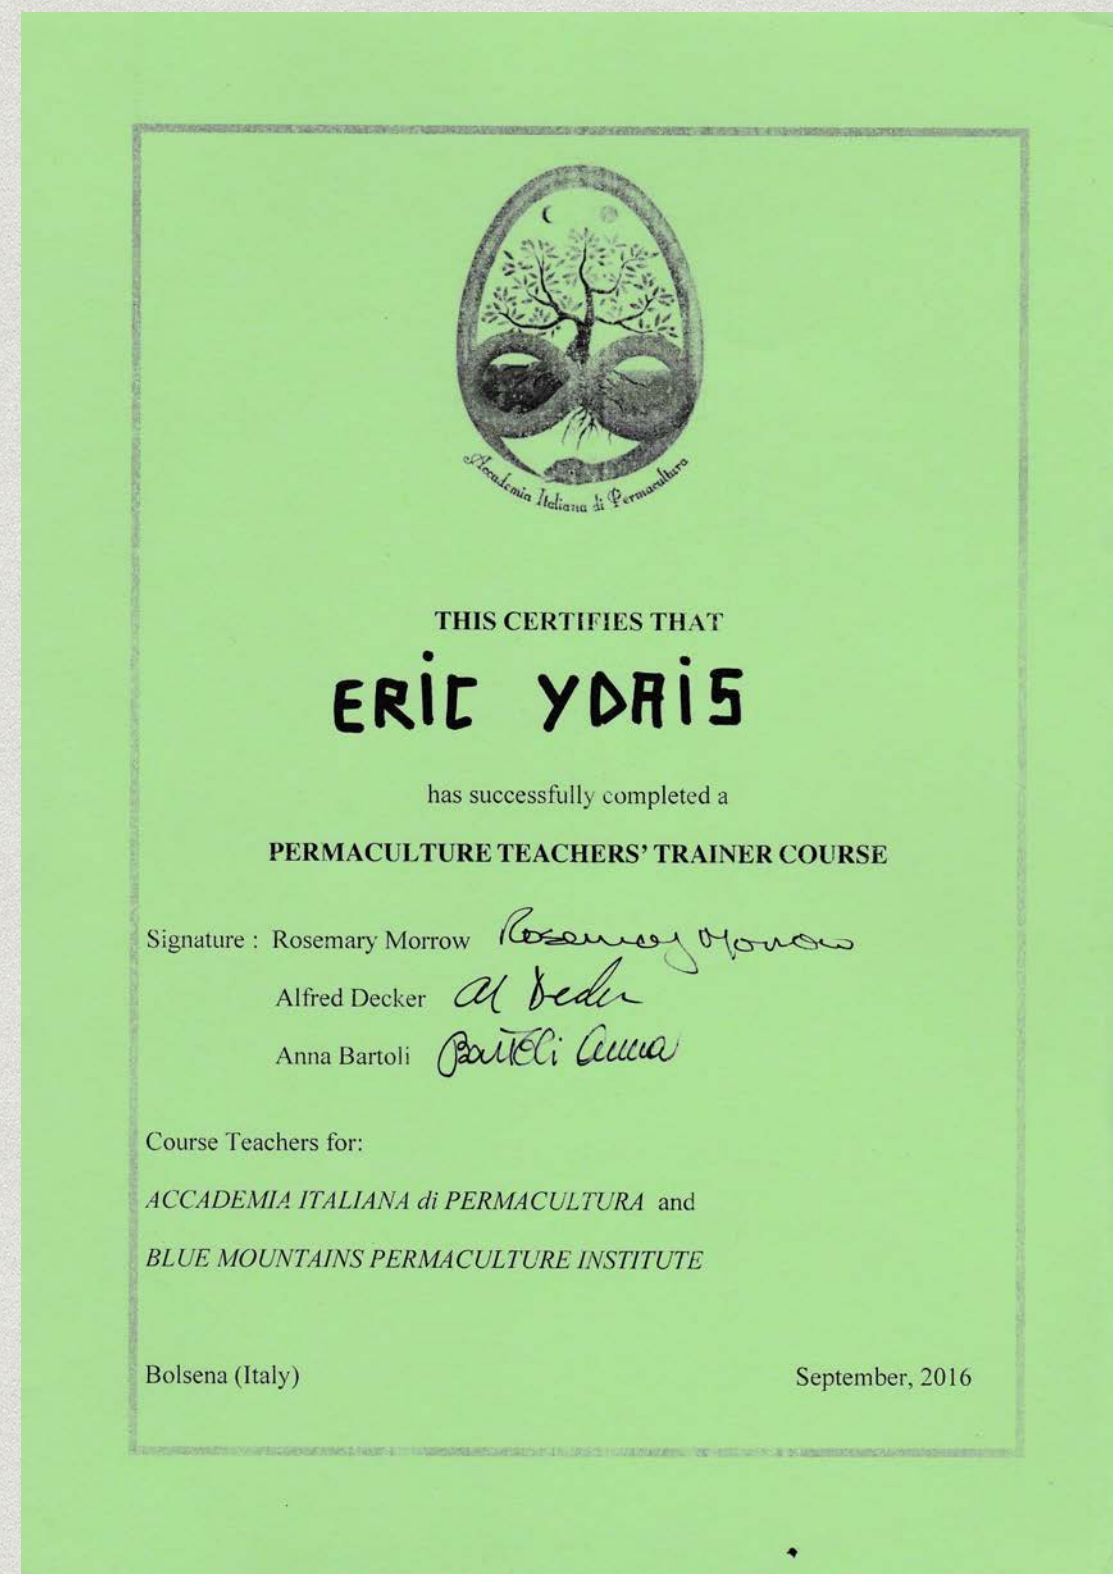 Accademia Italiana di Permacultura
THIS CERTIFIES THAT
ERIC YDAIS
has successfully completed a
PERMACULTURE TEACHERS' TRAINER COURSE
Signature : Rosemary Morrow Rosemary Morrow
Alfred Decker Al Decker
Anna Bartoli Bartoli Anna
Course Teachers for:
ACCADEMIA ITALIANA di PERMACULTURA and
BLUE MOUNTAINS PERMACULTURE INSTITUTE
Bolsena (Italy) September, 2016